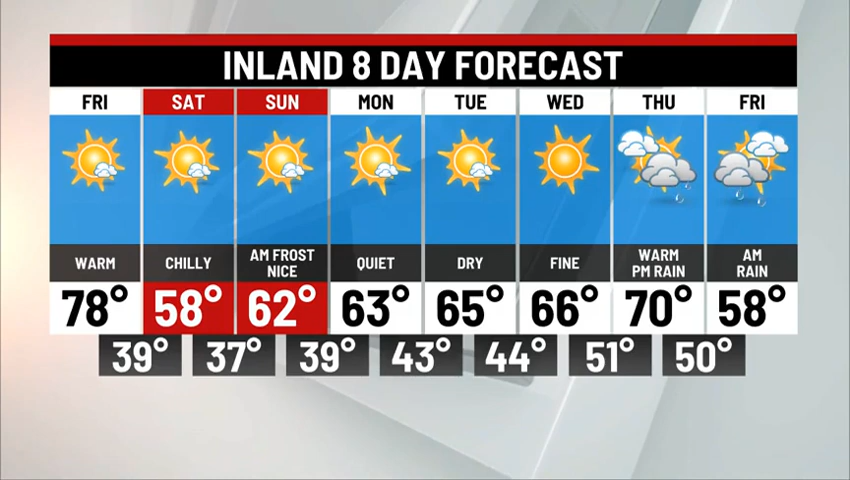 INLAND 8 DAY FORECAST
FRI SAT SUN MON TUE WED THU FRI
WARM CHILLY AM FROST NICE QUIET DRY FINE WARM PM RAIN AM RAIN
78° 58° 62° 63° 65° 66° 70° 58°
39° 37° 39° 43° 44° 51° 50°